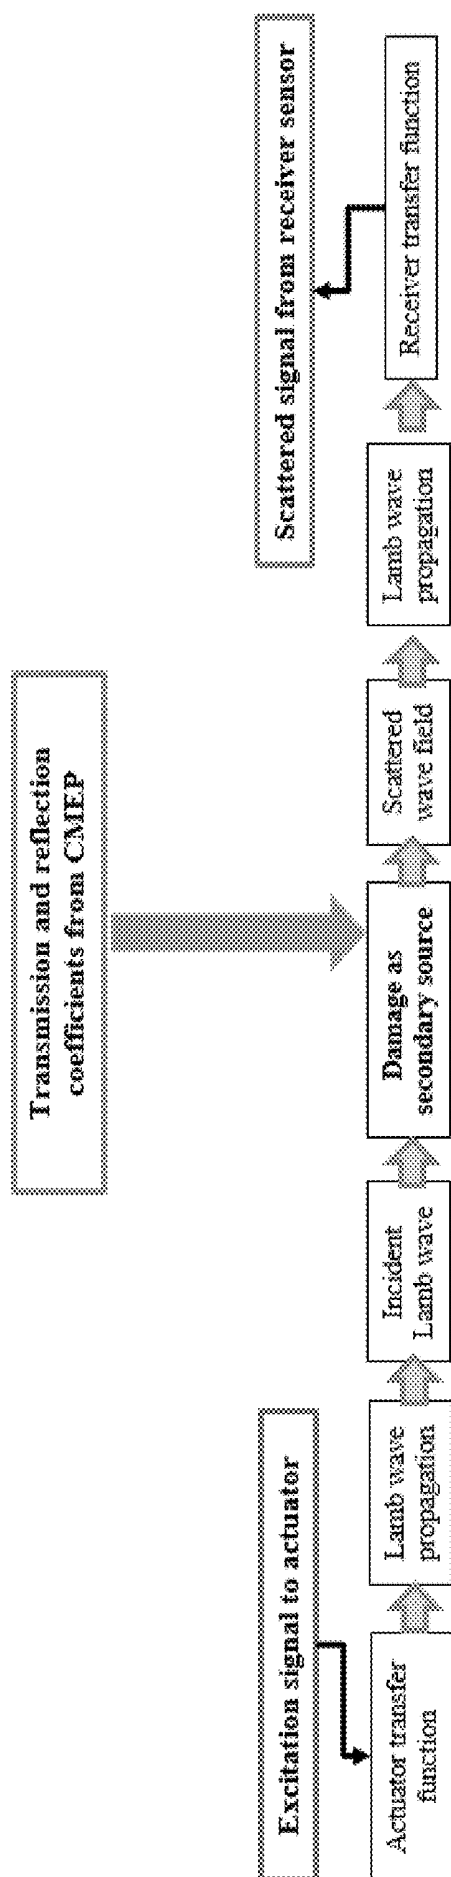 Transmission and reflection
coefficients from CMEP
Excitation signal to actuator
Scattered signal from receiver sensor
Actuator transfer
function
Lamb wave
propagation
Incident
Lamb wave
Damage as
secondary source
Scattered
wave field
Lamb wave
propagation
Receiver transfer function